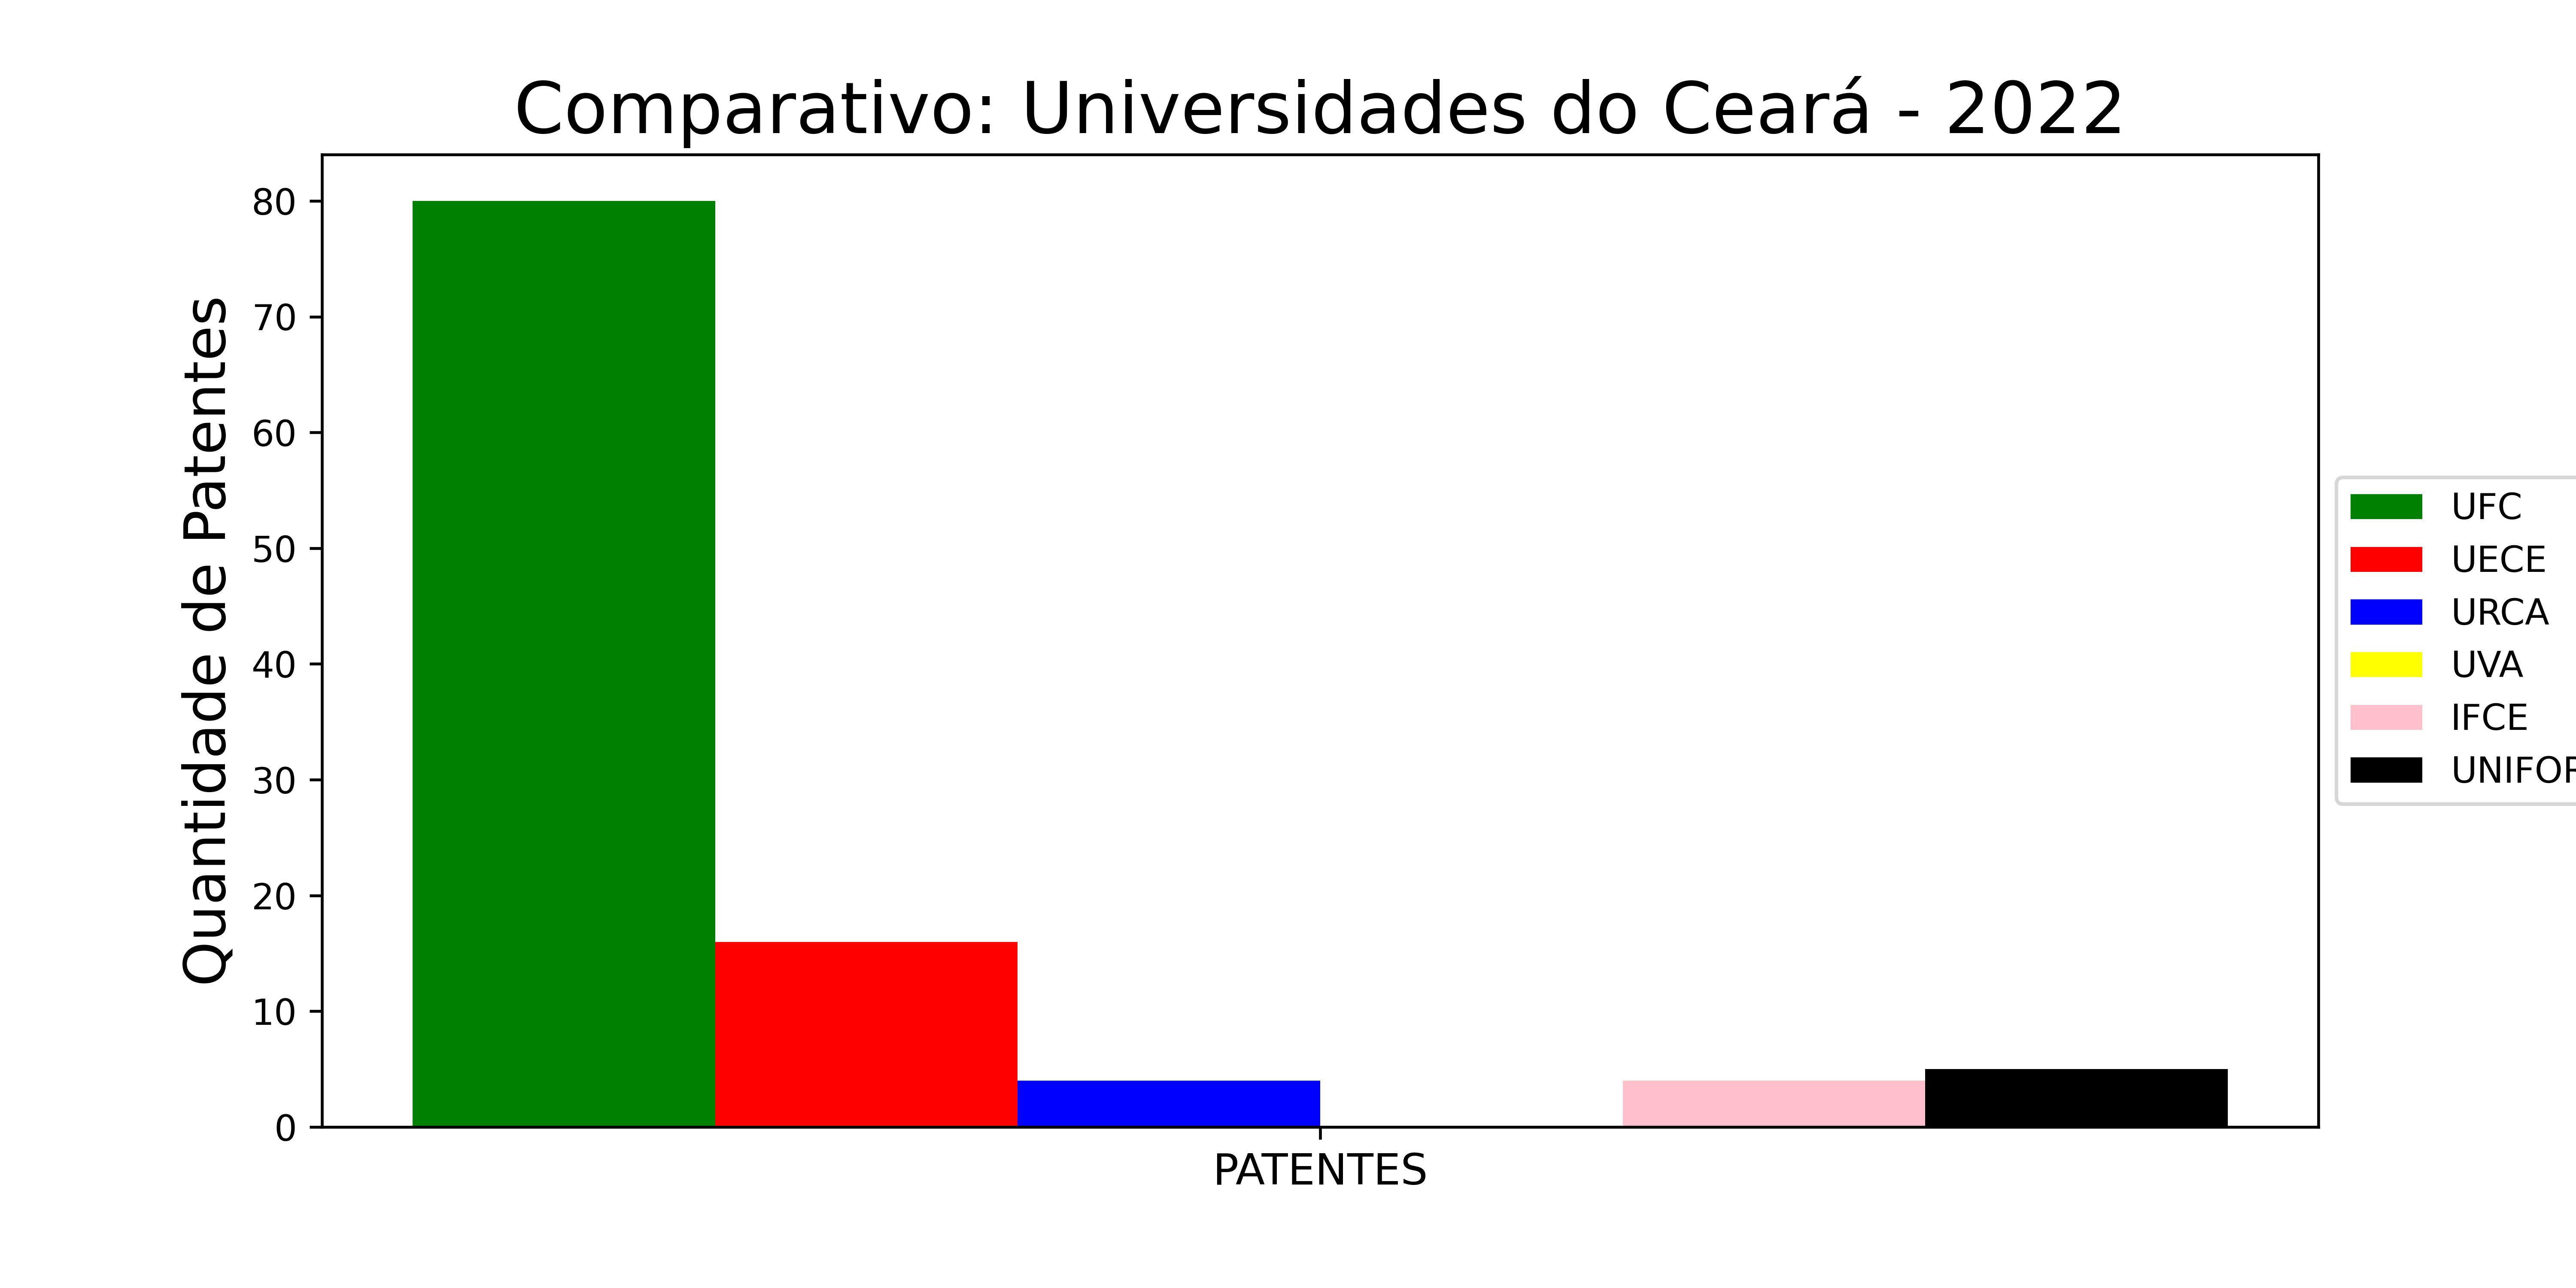 Comparativo: Universidades do Ceará - 2022
Quantidade de Patentes
80
70
60
50
40
30
20
10
0
PATENTES
UFC
UECE
URCA
UVA
IFCE
UNIFOR